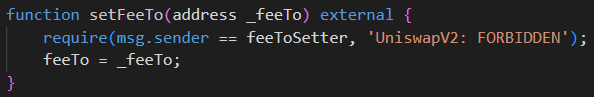 function setFeeTo(address _feeTo) external {
    require(msg.sender == feeToSetter, 'UniswapV2: FORBIDDEN');
    feeTo = _feeTo;
}